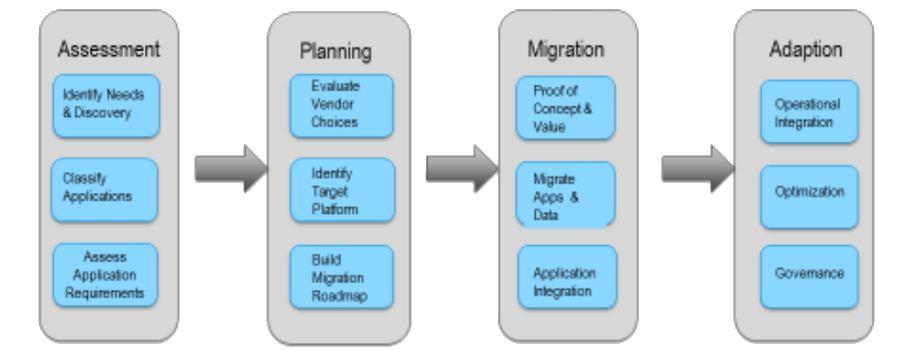 Assessment
Identify Needs
& Discovery
Classify
Applications
Assess
Application
Requirements
Planning
Evaluate
Vendor
Choices
Identify
Target
Platform
Build
Migration
Roadmap
Migration
Proof of
Concept &
Value
Migrate
Apps & 
Data
Application
Integration
Adaption
Operational
Integration
Optimization
Governance